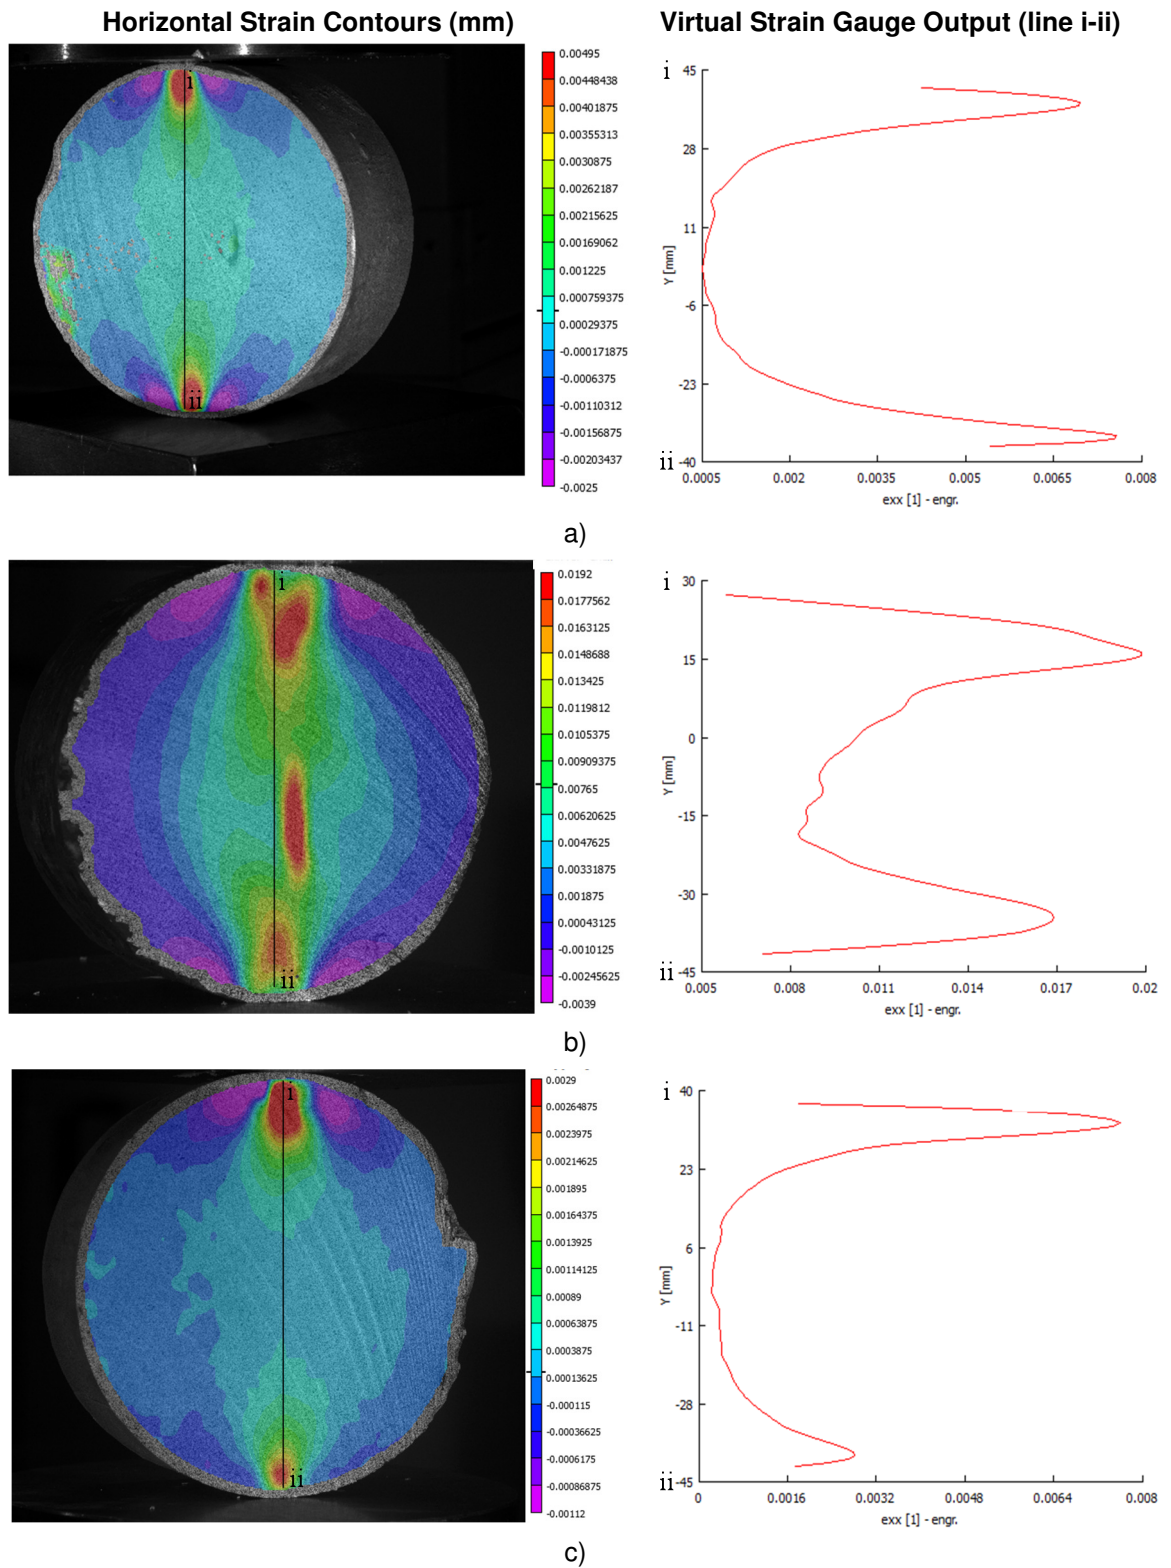 Horizontal Strain Contours (mm)
Virtual Strain Gauge Output (line i-ii)
i
ii
0.00495
0.00448438
0.00401875
0.00355313
0.0030875
0.00262187
0.00215625
0.00169062
0.001225
0.000759375
0.00029375
-0.000171875
-0.0006375
-0.00110312
-0.00156875
-0.00203437
-0.0025
i
45
28
11
-6
-23
ii -40
Y [mm]
0.0005 0.002 0.0035 0.005 0.0065 0.008
exx [1] - engr.
a)
i
ii
0.0192
0.0177562
0.0163125
0.0148688
0.013425
0.0119812
0.0105375
0.00909375
0.00765
0.00620625
0.0047625
0.00331875
0.001875
0.00043125
-0.0010125
-0.00245625
-0.0039
i
30
15
0
-15
-30
ii -45
Y [mm]
0.005 0.008 0.011 0.014 0.017 0.02
exx [1] - engr.
b)
i
ii
0.0029
0.00264875
0.0023975
0.00214625
0.001895
0.00164375
0.0013925
0.00114125
0.00089
0.00063875
0.0003875
0.00013625
-0.000115
-0.00036625
-0.0006175
-0.00086875
-0.00112
i
40
23
6
-11
-28
ii -45
Y [mm]
0 0.0016 0.0032 0.0048 0.0064 0.008
exx [1] - engr.
c)